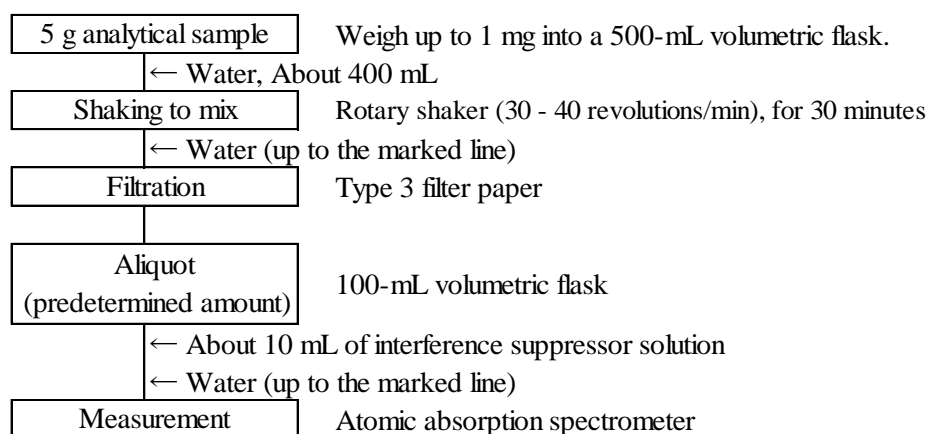 5 g analytical sample Weigh up to 1 mg into a 500-mL volumetric flask.
← Water, About 400 mL
Shaking to mix Rotary shaker (30 - 40 revolutions/min), for 30 minutes
← Water (up to the marked line)
Filtration Type 3 filter paper
Aliquot
(predetermined amount) 100-mL volumetric flask
← About 10 mL of interference suppressor solution
← Water (up to the marked line)
Measurement Atomic absorption spectrometer